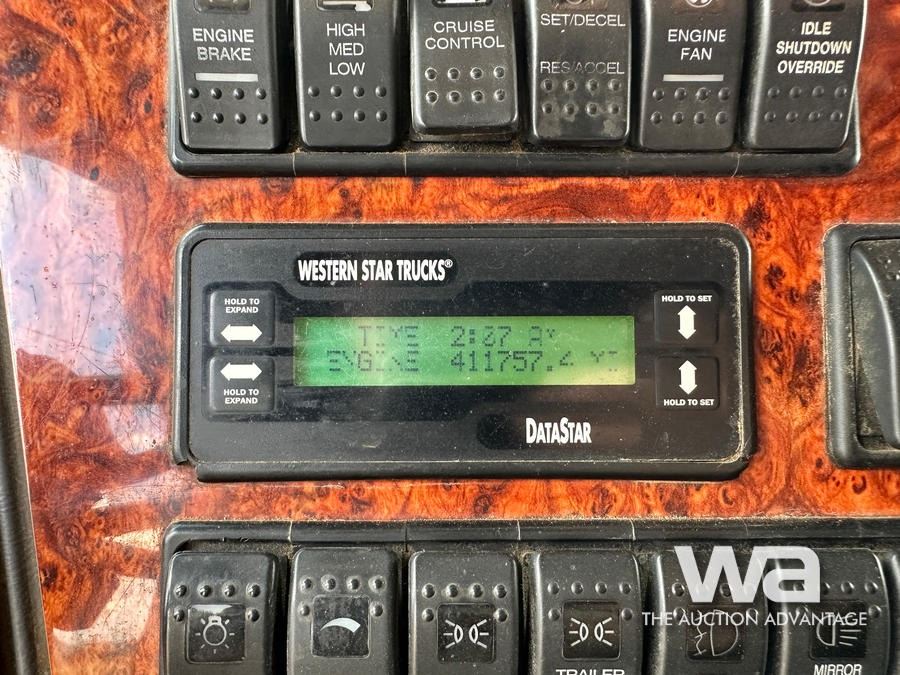 ENGINE
BRAKE
HIGH
MED
LOW
CRUISE
CONTROL
SET/DECEL
RES/ACCEL
ENGINE
FAN
IDLE
SHUTDOWN
OVERRIDE
WESTERN STAR TRUCKS®
HOLD TO
EXPAND
HOLD TO SET
TIME 2:27
ENGINE 411757.4
HOLD TO
EXPAND
HOLD TO SET
DATASTAR
wa
THE AUCTION ADVANTAGE
TRAILER
MIRROR